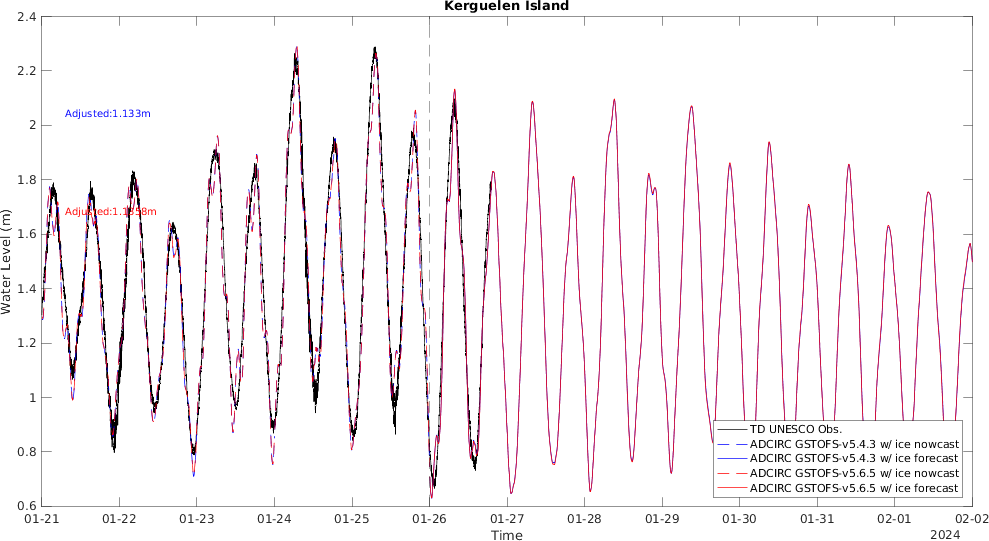 Kerguelen Island
2.4
2.2
2
1.8
1.6
1.4
1.2
1
0.8
0.6
Water Level (m)
Adjusted:1.133m
Adjusted:1.1358m
TD UNESCO Obs.
ADCIRC GSTOFS-v5.4.3 w/ ice nowcast
ADCIRC GSTOFS-v5.4.3 w/ ice forecast
ADCIRC GSTOFS-v5.6.5 w/ ice nowcast
ADCIRC GSTOFS-v5.6.5 w/ ice forecast
01-21 01-22 01-23 01-24 01-25 01-26 01-27 01-28 01-29 01-30 01-31 02-01 02-02
Time
2024